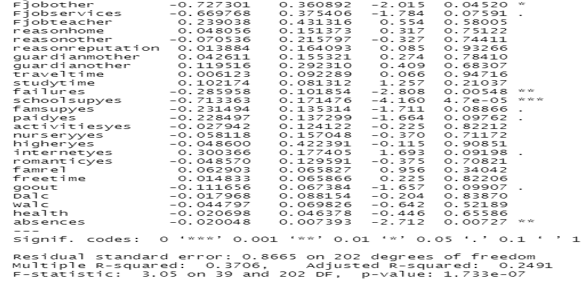 Fjobother -0.727301 0.360892 -2.015 0.04520 *
Fjobservices -0.669768 0.375406 -1.784 0.07591 .
Fjobteacher 0.239038 0.431316 0.554 0.58005
reasonhome 0.048056 0.151373 0.317 0.75122
reasonother -0.070536 0.215797 -0.327 0.74411
reasonreputation 0.013884 0.164093 0.085 0.93266
guardianmother 0.042611 0.155321 0.274 0.78410
guardianother 0.119516 0.292310 0.409 0.68307
traveltime 0.006123 0.092289 0.066 0.94716
studytime 0.102174 0.081312 1.257 0.21037
failures -0.285958 0.101854 -2.808 0.00548 **
schoolsupyes -0.713363 0.171476 -4.160 4.7e-05 ***
famsupyes -0.231494 0.135314 -1.711 0.08866 .
paidyes -0.228497 0.137299 -1.664 0.09762 .
activitiesyes -0.027942 0.124122 -0.225 0.82212
nurseryyes -0.058118 0.157048 -0.370 0.71172
higheryes -0.048600 0.422391 -0.115 0.90851
internetyes 0.300366 0.177405 1.693 0.09198 .
romanticyes -0.048570 0.129591 -0.375 0.70821
famrel 0.062903 0.065827 0.956 0.34042
freetime 0.014833 0.065866 0.225 0.82206
goout -0.111656 0.067384 -1.657 0.09907 .
Dalc -0.017968 0.088154 -0.204 0.83870
Walc -0.044797 0.069826 -0.642 0.52189
health -0.020698 0.046378 -0.446 0.65586
absences -0.020048 0.007393 -2.712 0.00727 **
---
Signif. codes: 0 '***' 0.001 '**' 0.01 '*' 0.05 '.' 0.1 ' ' 1
Residual standard error: 0.8665 on 202 degrees of freedom
Multiple R-squared: 0.3706, Adjusted R-squared: 0.2491
F-statistic: 3.05 on 39 and 202 DF, p-value: 1.733e-07